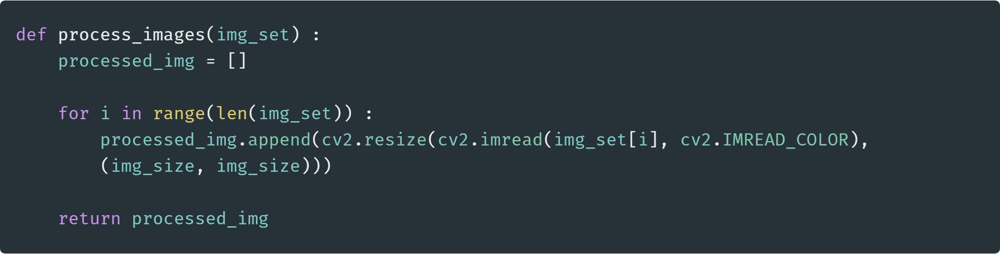 def process_images(img_set) :
    processed_img = []

    for i in range(len(img_set)) :
        processed_img.append(cv2.resize(cv2.imread(img_set[i], cv2.IMREAD_COLOR),
        (img_size, img_size)))

    return processed_img